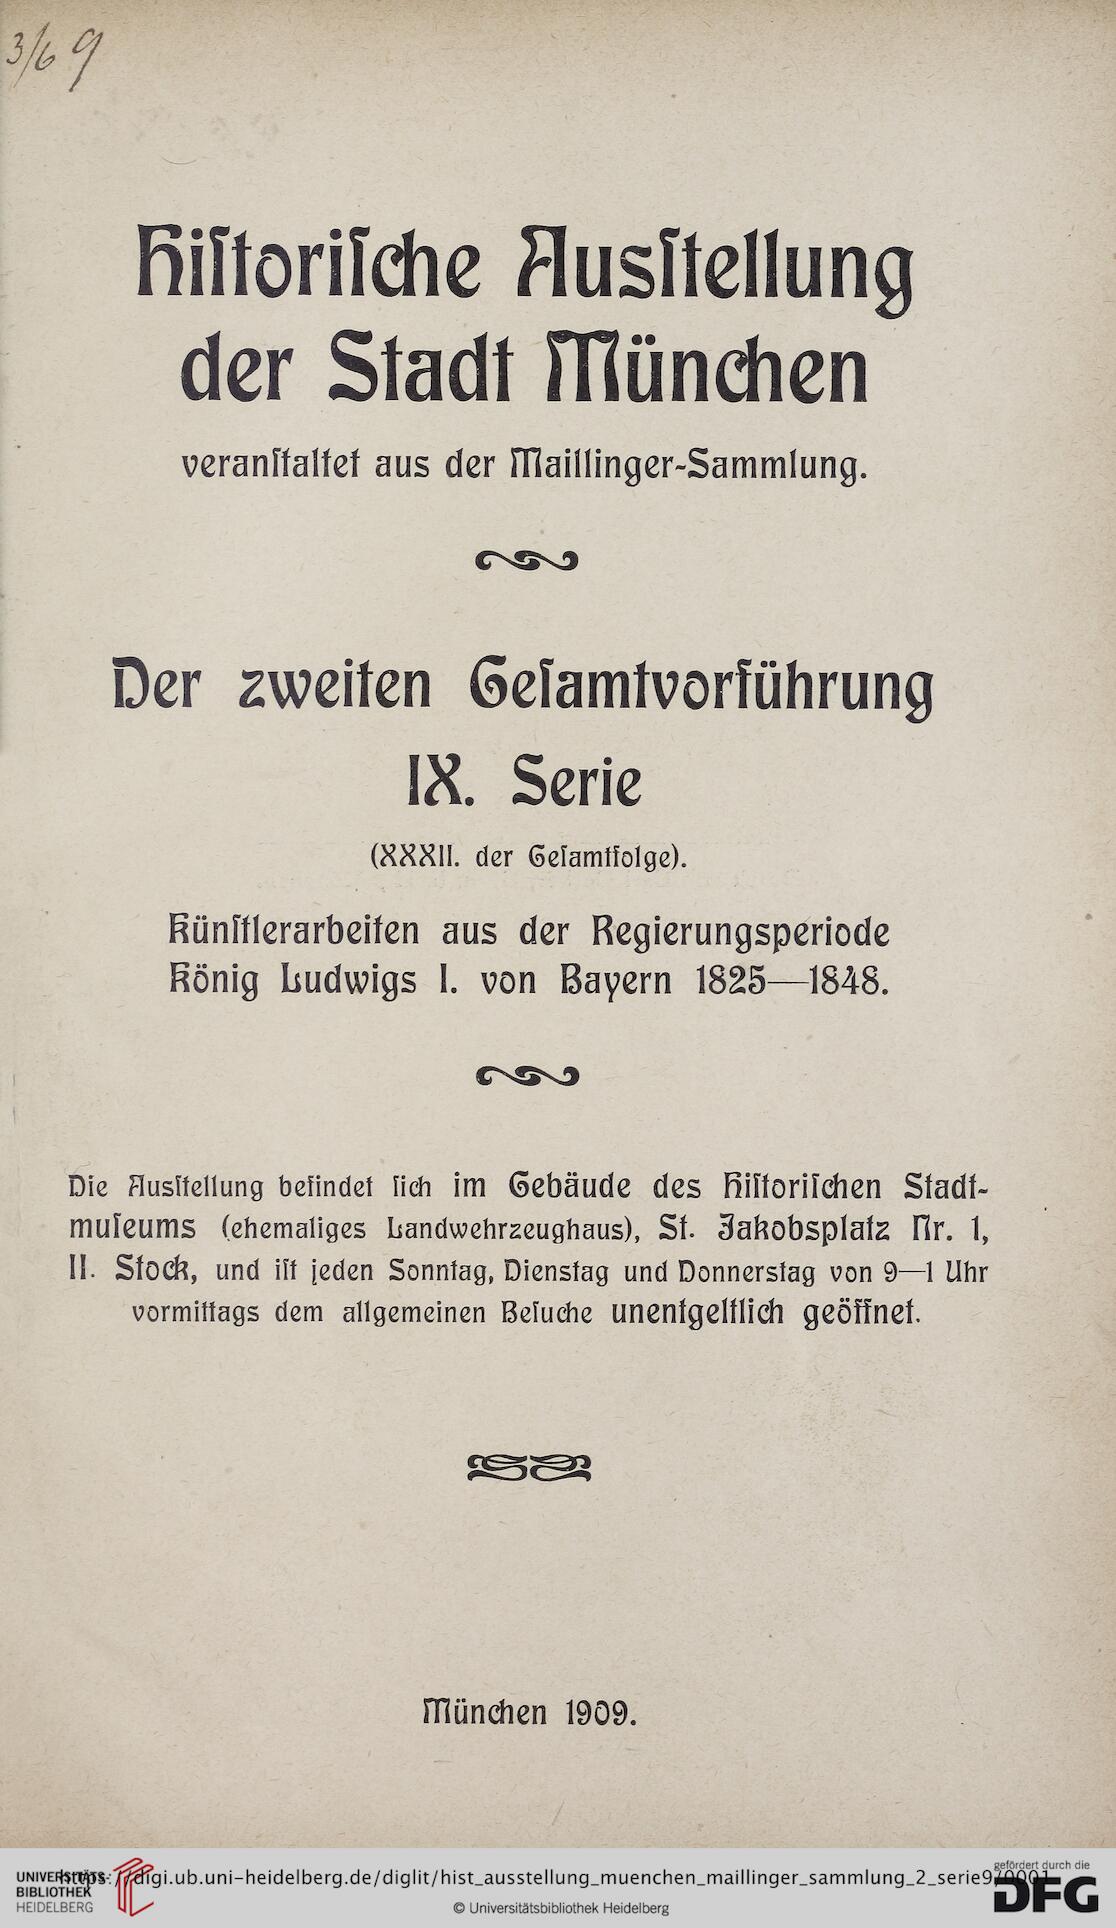 3/69
Hiſtoriſche Ausſtellung
der Stadt München
veranſtaltet aus der Maillinger-Sammlung.
Der zweiten Geſamtvorführung
IX. Serie
(XXXII. der Geſamtfolge).
Künſtlerarbeiten aus der Regierungsperiode
König Ludwigs I. von Bayern 1825—1848.
Die Ausſtellung befindet ſich im Gebäude des Hiſtoriſchen Stadt-
muſeums (ehemaliges Landwehrzeughaus), St. Jakobsplatz Nr. 1,
II. Stock, und iſt jeden Sonntag, Dienstag und Donnerstag von 9—1 Uhr
vormittags dem allgemeinen Beſuche unentgeltlich geöffnet.
München 1909.
UNIVERSITÄTS-
BIBLIOTHEK
HEIDELBERG
https://digi.ub.uni-heidelberg.de/diglit/hist_ausstellung_muenchen_maillinger_sammlung_2_serie9/0001
© Universitätsbibliothek Heidelberg
gefördert durch die
DFG